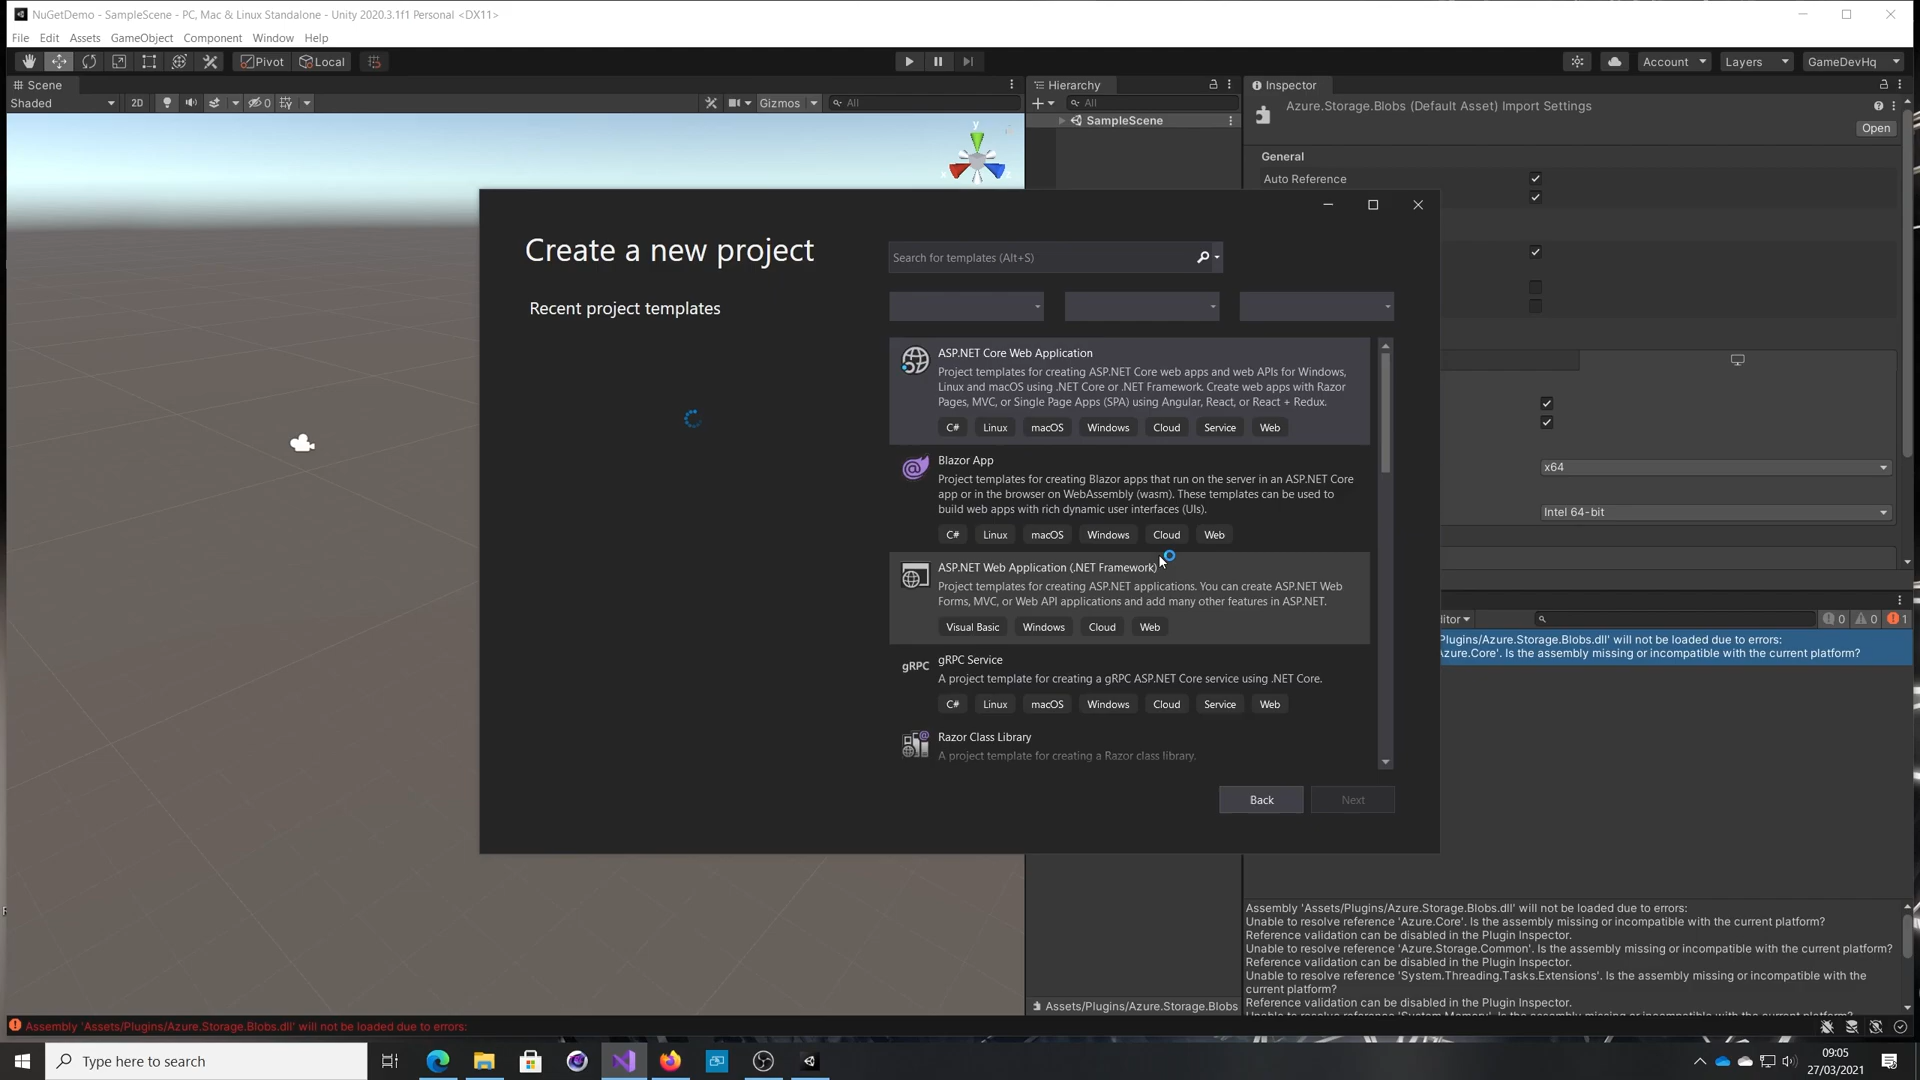 NuGetDemo - SampleScene - PC, Mac & Linux Standalone - Unity 2020.3.1f1 Personal <DX11>
File Edit Assets GameObject Component Window Help
Pivot Local
Account Layers GameDevHq
Scene
Hierarchy
Inspector
Shaded 2D 0 Gizmos All
All
Azure.Storage.Blobs (Default Asset) Import Settings
Open
SampleScene
y
x
General
Auto Reference
Create a new project
Search for templates (Alt+S)
Recent project templates
ASP.NET Core Web Application
Project templates for creating ASP.NET Core web apps and web APIs for Windows,
Linux and macOS using .NET Core or .NET Framework. Create web apps with Razor
Pages, MVC, or Single Page Apps (SPA) using Angular, React, or React + Redux.
C# Linux macOS Windows Cloud Service Web
Blazor App
Project templates for creating Blazor apps that run on the server in an ASP.NET Core
app or in the browser on WebAssembly (wasm). These templates can be used to
build web apps with rich dynamic user interfaces (UIs).
C# Linux macOS Windows Cloud Web
ASP.NET Web Application (.NET Framework)
Project templates for creating ASP.NET applications. You can create ASP.NET Web
Forms, MVC, or Web API applications and add many other features in ASP.NET.
Visual Basic Windows Cloud Web
gRPC
gRPC Service
A project template for creating a gRPC ASP.NET Core service using .NET Core.
C# Linux macOS Windows Cloud Service Web
Razor Class Library
A project template for creating a Razor class library.
Back Next
x64
Intel 64-bit
itor 0 0 1
Plugins/Azure.Storage.Blobs.dll' will not be loaded due to errors:
Azure.Core'. Is the assembly missing or incompatible with the current platform?
Assembly 'Assets/Plugins/Azure.Storage.Blobs.dll' will not be loaded due to errors:
Unable to resolve reference 'Azure.Core'. Is the assembly missing or incompatible with the current platform?
Reference validation can be disabled in the Plugin Inspector.
Unable to resolve reference 'Azure.Storage.Common'. Is the assembly missing or incompatible with the current platform?
Reference validation can be disabled in the Plugin Inspector.
Unable to resolve reference 'System.Threading.Tasks.Extensions'. Is the assembly missing or incompatible with the
current platform?
Reference validation can be disabled in the Plugin Inspector.
Assets/Plugins/Azure.Storage.Blobs
Assembly 'Assets/Plugins/Azure.Storage.Blobs.dll' will not be loaded due to errors:
Type here to search
09:05
27/03/2021